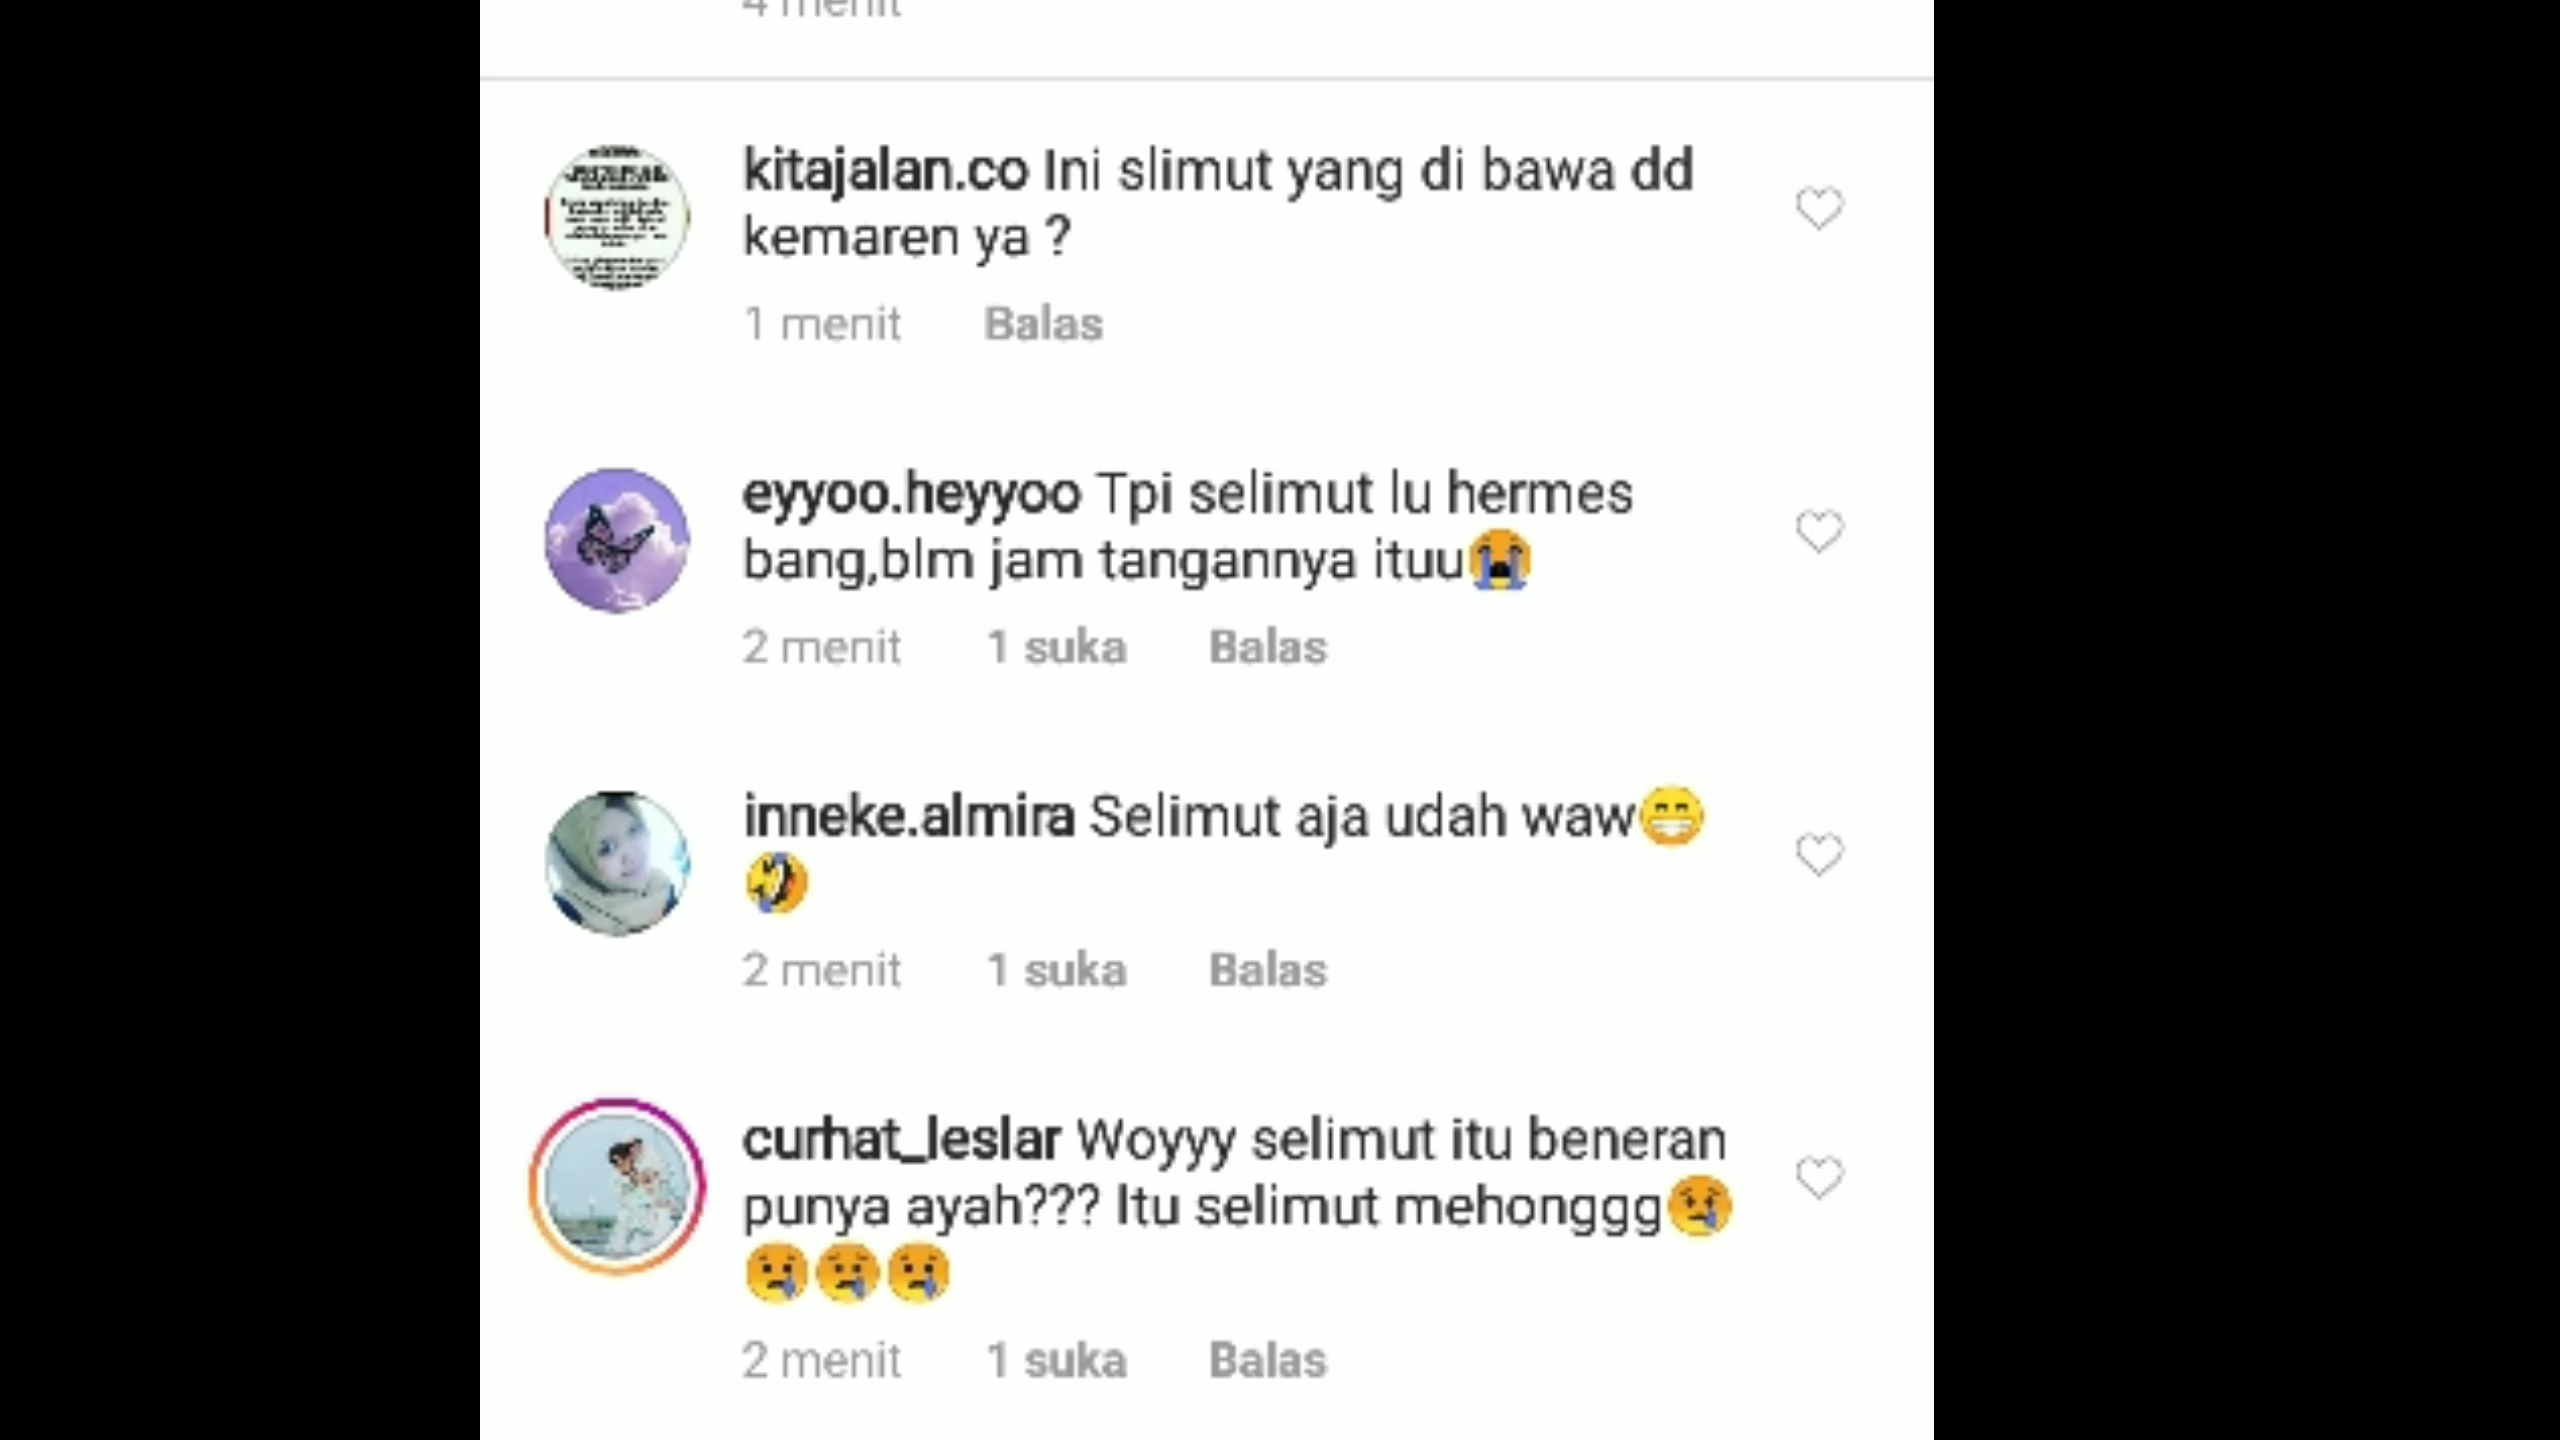 4 menit
kitajalan.co Ini slimut yang di bawa dd
kemaren ya ?
1 menit Balas
eyyoo.heyyoo Tpi selimut lu hermes
bang,blm jam tangannya ituu😭
2 menit 1 suka Balas
inneke.almira Selimut aja udah waw😁
🤣
2 menit 1 suka Balas
curhat_leslar Woyyy selimut itu beneran
punya ayah??? Itu selimut mehonggg😢
😢😢😢
2 menit 1 suka Balas